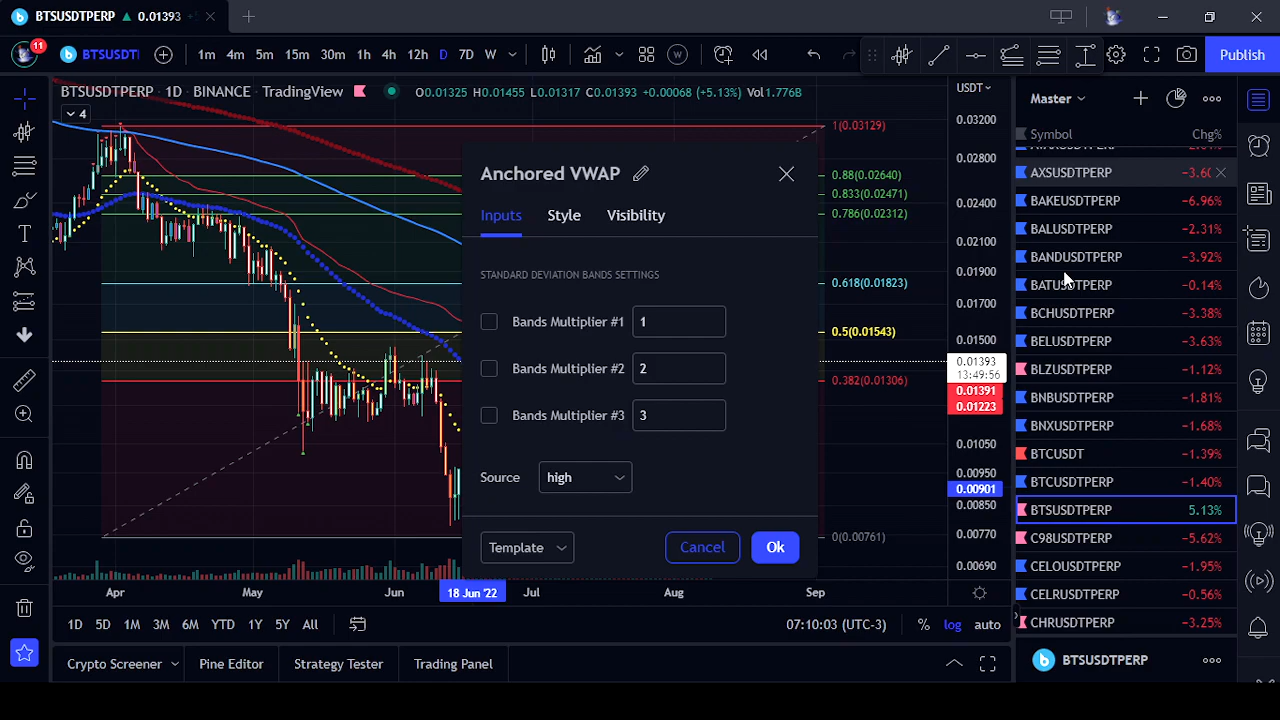 BTSUSDTPERP ▲ 0.01393
11 BTSUSDT 1m 4m 5m 15m 30m 1h 4h 12h D 7D W Publish
BTSUSDTPERP · 1D · BINANCE · TradingView O0.01325 H0.01455 L0.01317 C0.01393 +0.00068 (+5.13%) Vol1.776B
4
USDT
0.03200
0.02800
0.02400
0.02100
0.01900
0.01700
0.01500
0.01393
13:49:56
0.01391
0.01223
0.01050
0.00950
0.00901
0.00850
0.00770
0.00690
1(0.03129)
0.88(0.02640)
0.833(0.02471)
0.786(0.02312)
0.618(0.01823)
0.5(0.01543)
0.382(0.01306)
0(0.00761)
Anchored VWAP
Inputs Style Visibility
STANDARD DEVIATION BANDS SETTINGS
Bands Multiplier #1 1
Bands Multiplier #2 2
Bands Multiplier #3 3
Source high
Template Cancel Ok
Apr May Jun 18 Jun '22 Jul Aug Sep
1D 5D 1M 3M 6M YTD 1Y 5Y All 07:10:03 (UTC-3) % log auto
Crypto Screener Pine Editor Strategy Tester Trading Panel
Master
Symbol Chg%
AXSUSDTPERP −3.60
BAKEUSDTPERP −6.96%
BALUSDTPERP −2.31%
BANDUSDTPERP −3.92%
BATUSDTPERP −0.14%
BCHUSDTPERP −3.38%
BELUSDTPERP −3.63%
BLZUSDTPERP −1.12%
BNBUSDTPERP −1.81%
BNXUSDTPERP −1.68%
BTCUSDT −1.39%
BTCUSDTPERP −1.40%
BTSUSDTPERP 5.13%
C98USDTPERP −5.62%
CELOUSDTPERP −1.95%
CELRUSDTPERP −0.56%
CHRUSDTPERP −3.25%
BTSUSDTPERP